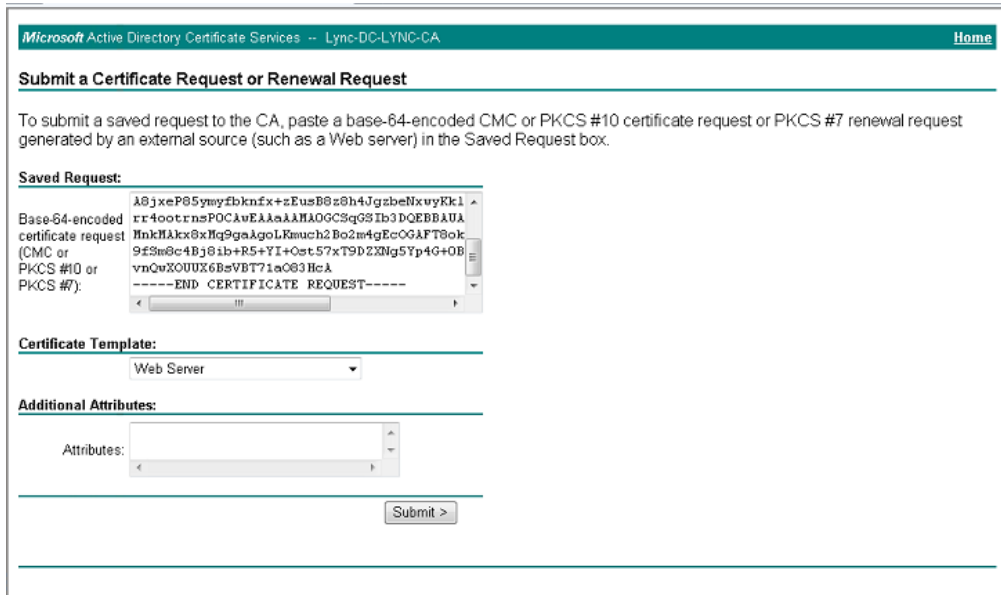 Microsoft Active Directory Certificate Services -- Lync-DC-LYNC-CA Home
Submit a Certificate Request or Renewal Request
To submit a saved request to the CA, paste a base-64-encoded CMC or PKCS #10 certificate request or PKCS #7 renewal request
generated by an external source (such as a Web server) in the Saved Request box.
Saved Request:
Base-64-encoded
certificate request
(CMC or
PKCS #10 or
PKCS #7):
A8jxeP85ymyfbknfx+zEusB8z8h4JgzbeNxwyKkl
rr4ootrnsPOCAwEAAaAAMA0GCSqGSIb3DQEBBAUA
MnkMAkx8xMq9gaAgoLKmuch2Bo2m4gEcOGAFT8ok
9fSm8c4Bj8ib+R5+YI+Ost57xT9DZXNg5Yp4G+OB
vnQwXOUUX6BsVBT71aO83HcA
-----END CERTIFICATE REQUEST-----
Certificate Template:
Web Server
Additional Attributes:
Attributes:
Submit >